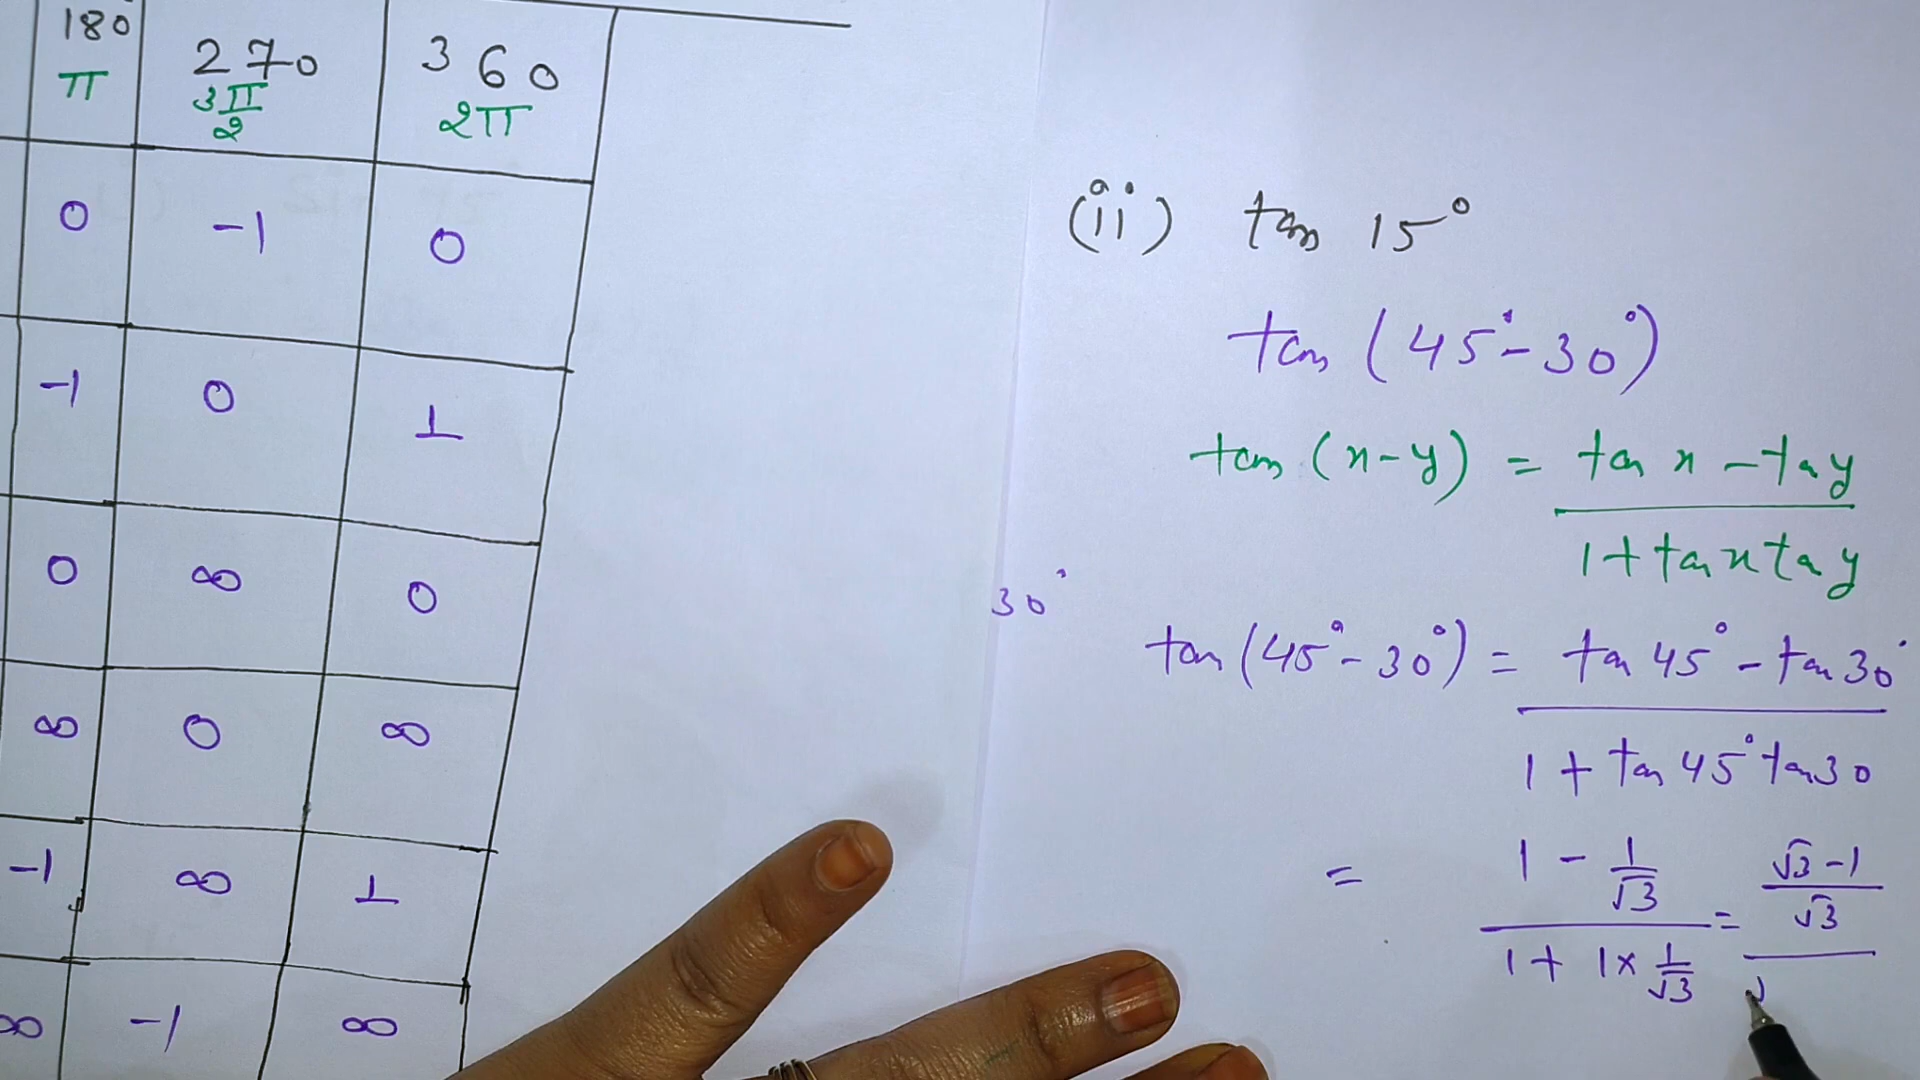 180 270 360
π 3π/2 2π
0 -1 0
-1 0 1
0 ∞ 0
∞ 0 ∞
-1 ∞ 1
∞ -1 ∞
(ii) tan 15°
tan (45° - 30°)
tan (x - y) = (tan x - tan y) / (1 + tan x tan y)
30°
tan (45° - 30°) = (tan 45° - tan 30°) / (1 + tan 45° tan 30)
= (1 - 1/√3) / (1 + 1 × 1/√3) = ((√3 - 1)/√3) /